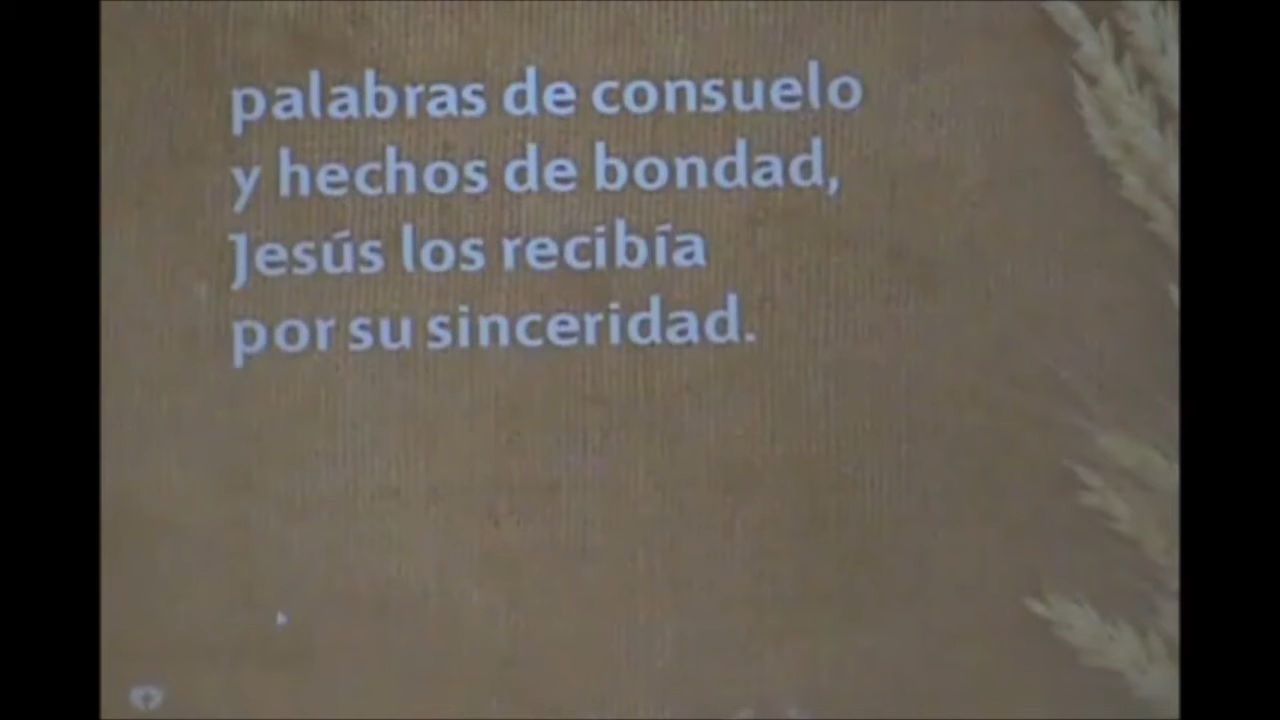 palabras de consuelo
y hechos de bondad,
Jesús los recibía
por su sinceridad.